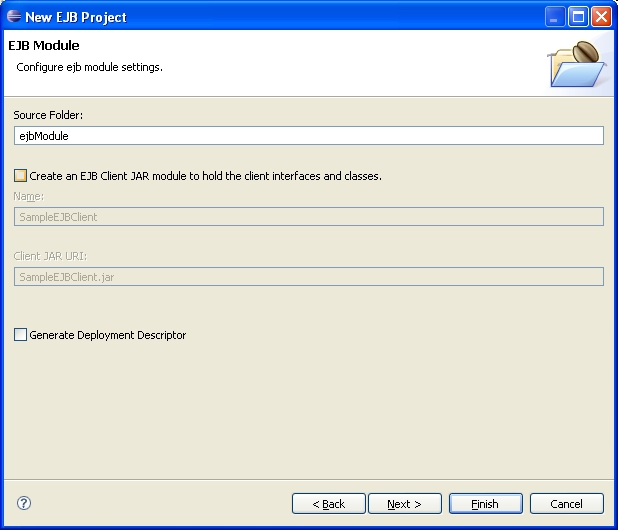 New EJB Project
EJB Module
Configure ejb module settings.
Source Folder:
ejbModule
Create an EJB Client JAR module to hold the client interfaces and classes.
Name:
SampleEJBClient
Client JAR URI:
SampleEJBClient.jar
Generate Deployment Descriptor
?
< Back
Next >
Finish
Cancel